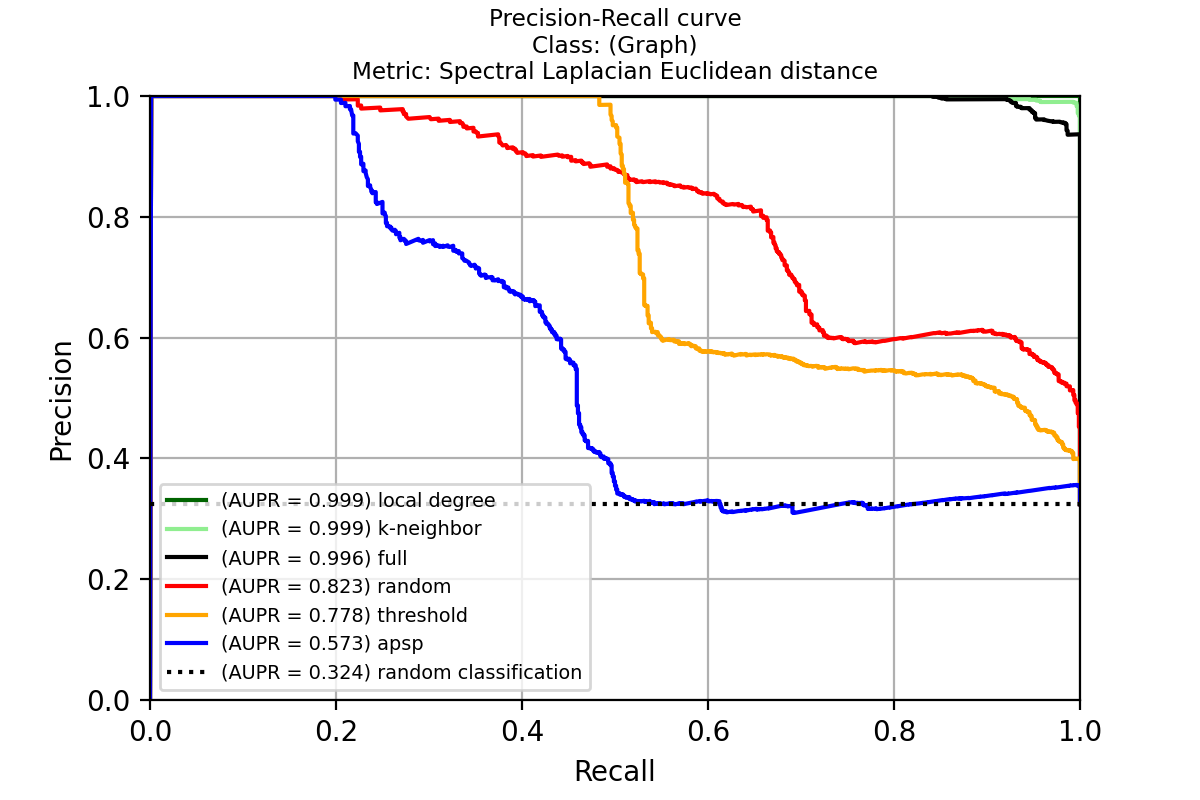 Precision-Recall curve
Class: (Graph)
Metric: Spectral Laplacian Euclidean distance
1.0
0.8
0.6
0.4
0.2
0.0
Precision
(AUPR = 0.999) local degree
(AUPR = 0.999) k-neighbor
(AUPR = 0.996) full
(AUPR = 0.823) random
(AUPR = 0.778) threshold
(AUPR = 0.573) apsp
(AUPR = 0.324) random classification
0.0 0.2 0.4 0.6 0.8 1.0
Recall